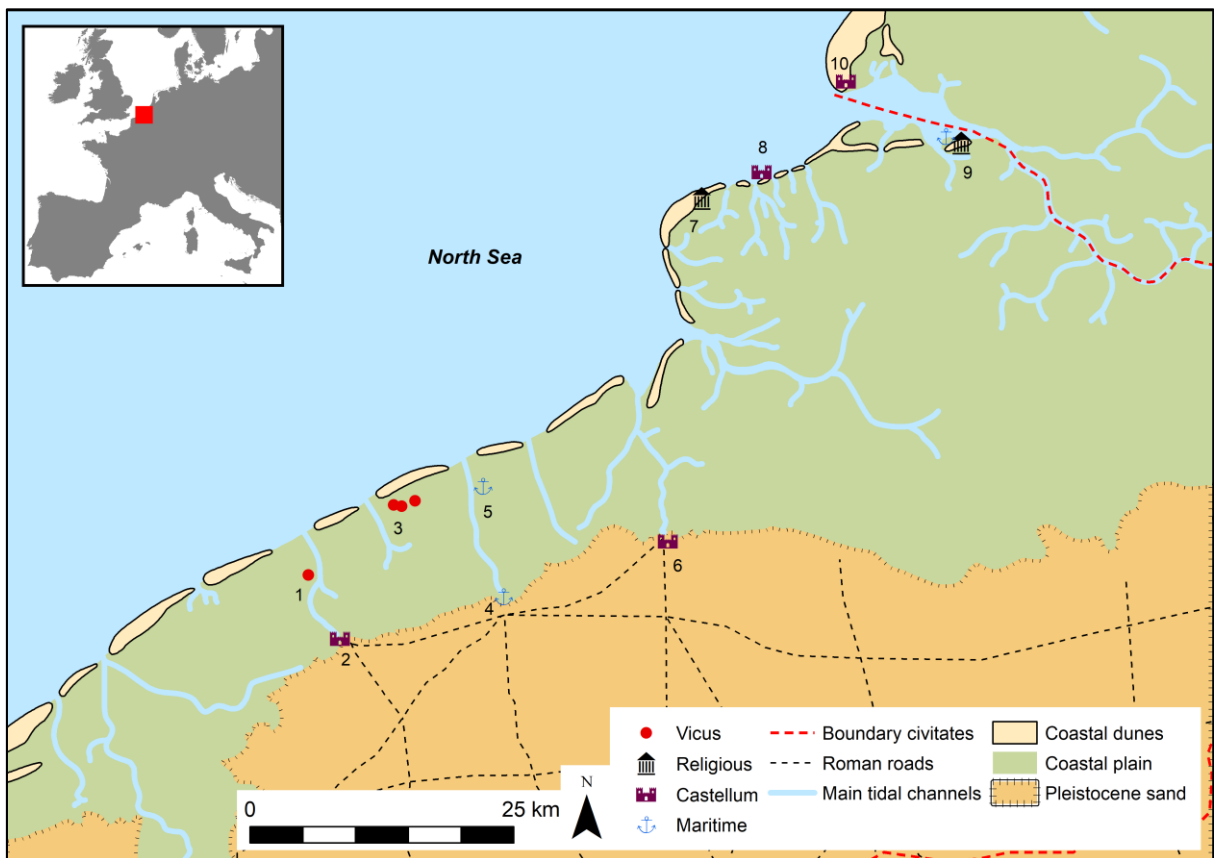 10
8
9
7
North Sea
5
3
6
1
4
2
Vicus
Boundary civitates
Coastal dunes
Religious
Roman roads
Coastal plain
Castellum
Main tidal channels
Pleistocene sand
Maritime
N
0
25 km